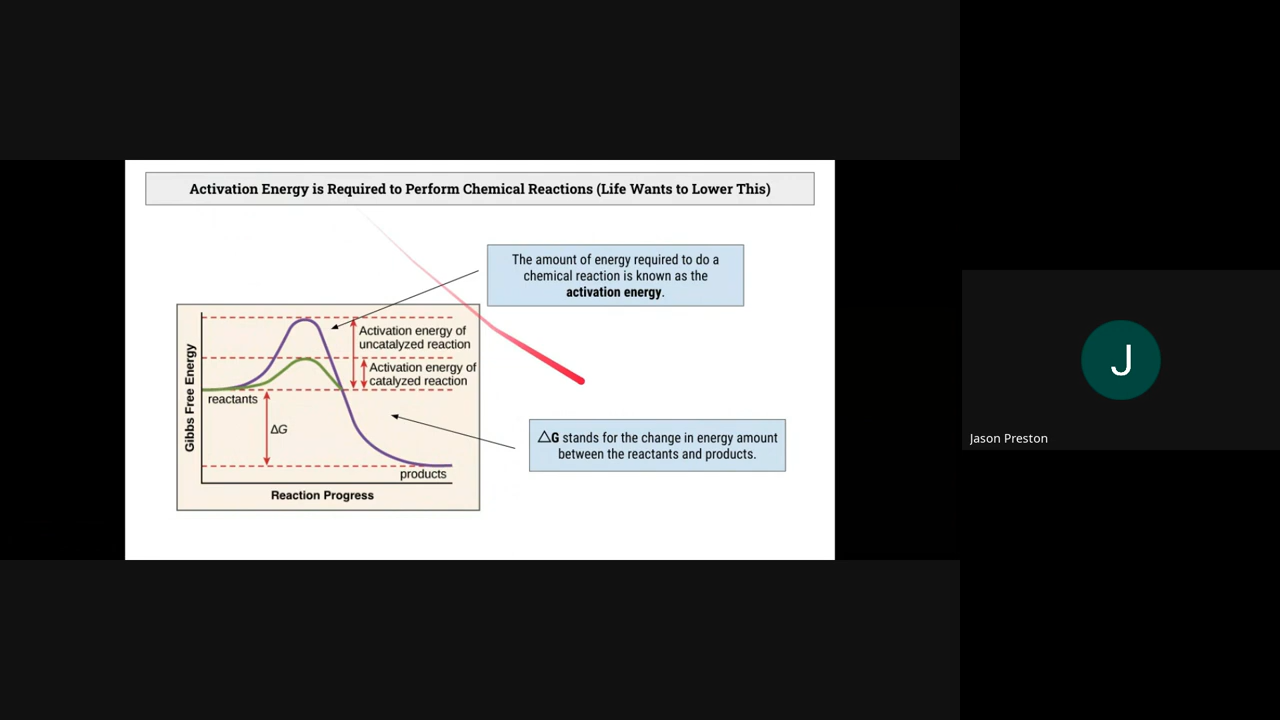 Activation Energy is Required to Perform Chemical Reactions (Life Wants to Lower This)
The amount of energy required to do a
chemical reaction is known as the
activation energy.
Gibbs Free Energy
Activation energy of
uncatalyzed reaction
Activation energy of
catalyzed reaction
reactants
ΔG
products
Reaction Progress
△G stands for the change in energy amount
between the reactants and products.
J
Jason Preston